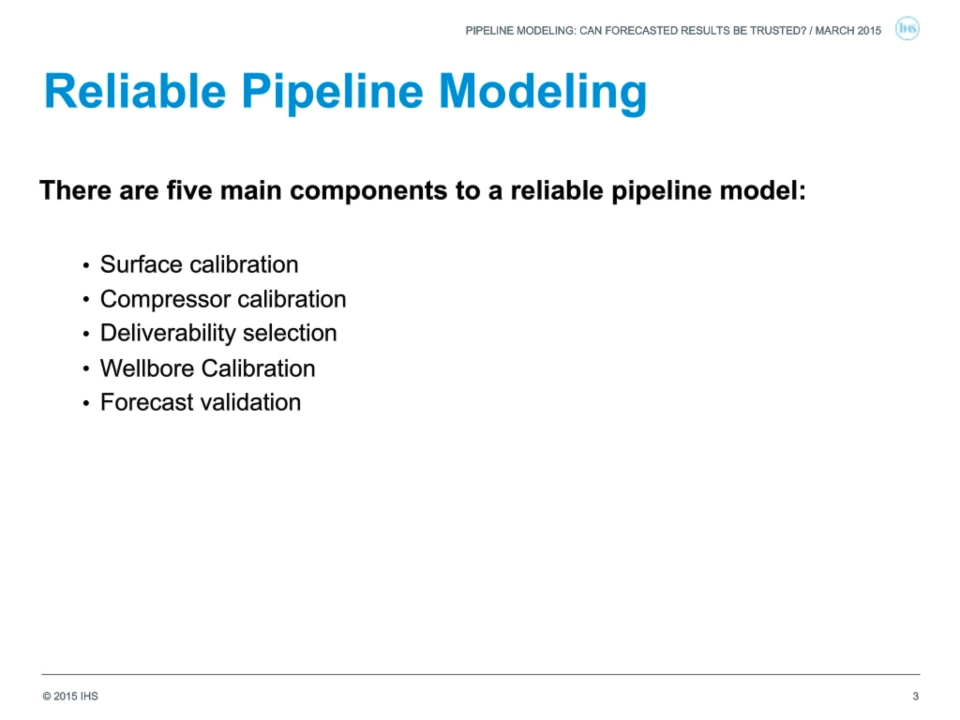 PIPELINE MODELING: CAN FORECASTED RESULTS BE TRUSTED? / MARCH 2015
IHS
Reliable Pipeline Modeling
There are five main components to a reliable pipeline model:
• Surface calibration
• Compressor calibration
• Deliverability selection
• Wellbore Calibration
• Forecast validation
© 2015 IHS
3